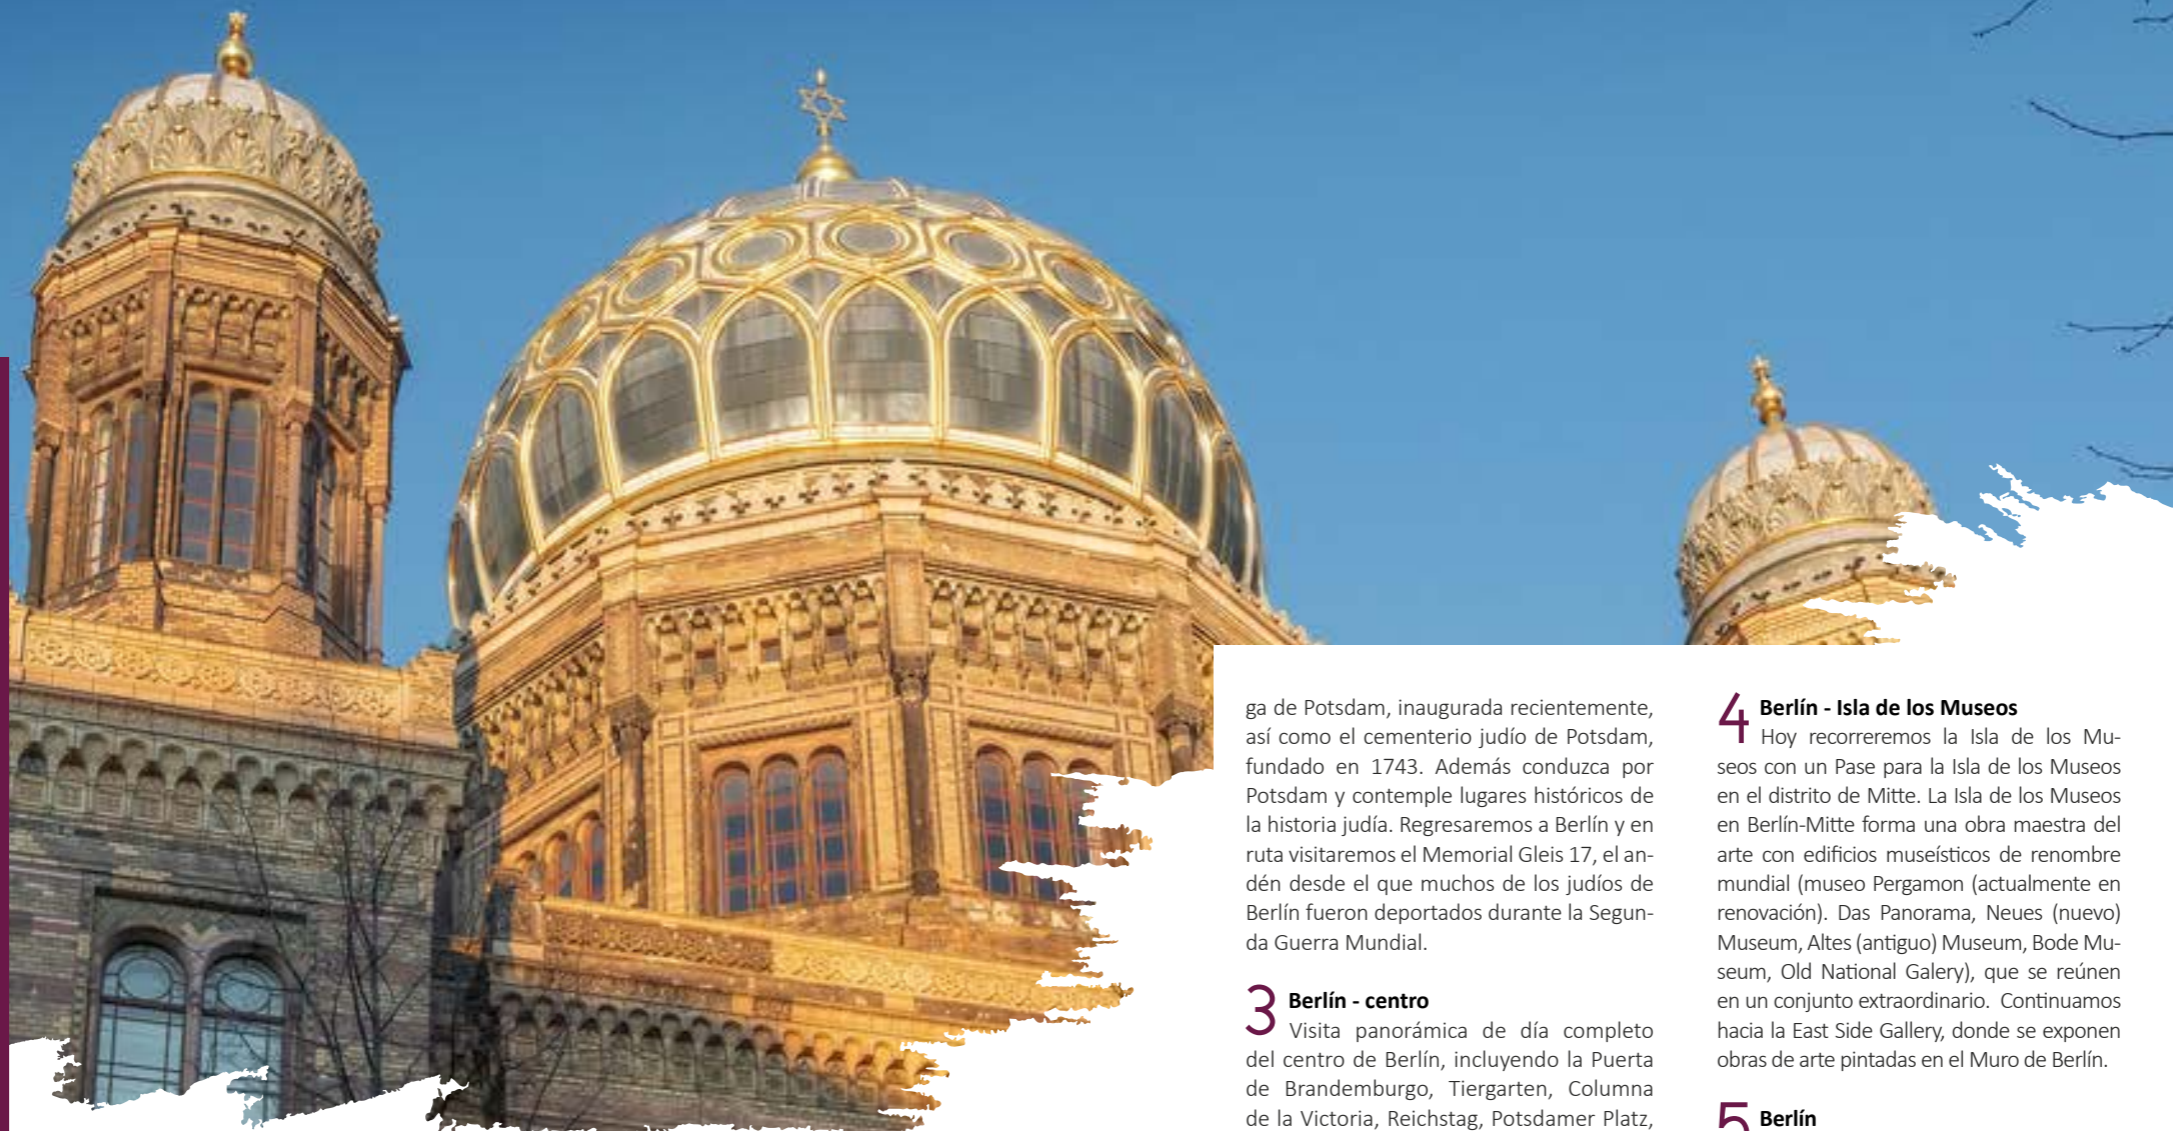 ga de Potsdam, inaugurada recientemente,
así como el cementerio judío de Potsdam,
fundado en 1743. Además conduzca por
Potsdam y contemple lugares históricos de
la historia judía. Regresaremos a Berlín y en
ruta visitaremos el Memorial Gleis 17, el an-
dén desde el que muchos de los judíos de
Berlín fueron deportados durante la Segun-
da Guerra Mundial.
3 Berlín - centro
Visita panorámica de día completo
del centro de Berlín, incluyendo la Puerta
de Brandemburgo, Tiergarten, Columna
de la Victoria, Reichstag, Potsdamer Platz,
4 Berlín - Isla de los Museos
Hoy recorreremos la Isla de los Mu-
seos con un Pase para la Isla de los Museos
en el distrito de Mitte. La Isla de los Museos
en Berlín-Mitte forma una obra maestra del
arte con edificios museísticos de renombre
mundial (museo Pergamon (actualmente en
renovación). Das Panorama, Neues (nuevo)
Museum, Altes (antiguo) Museum, Bode Mu-
seum, Old National Galery), que se reúnen
en un conjunto extraordinario. Continuamos
hacia la East Side Gallery, donde se exponen
obras de arte pintadas en el Muro de Berlín.
5 Berlín